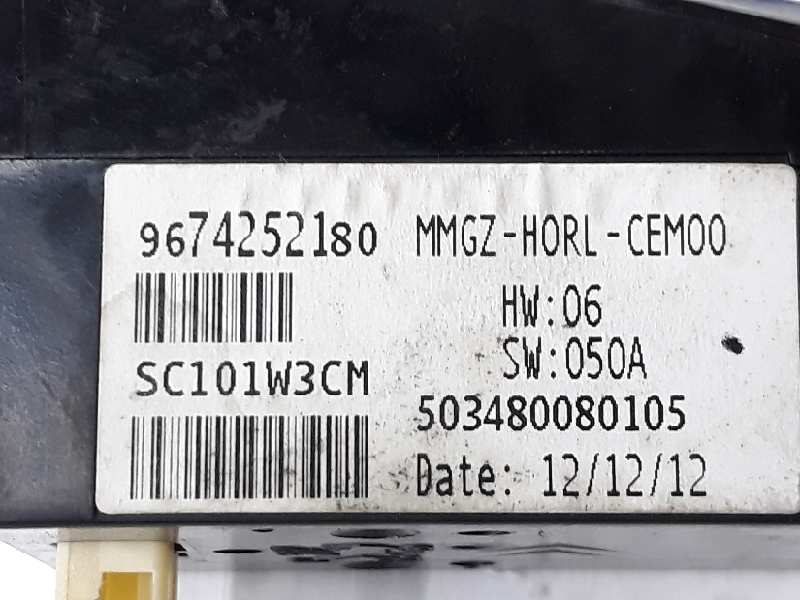 9674252180 MMGZ-HORL-CEM00
HW:06
SW:050A
SC101W3CM
503480080105
Date: 12/12/12